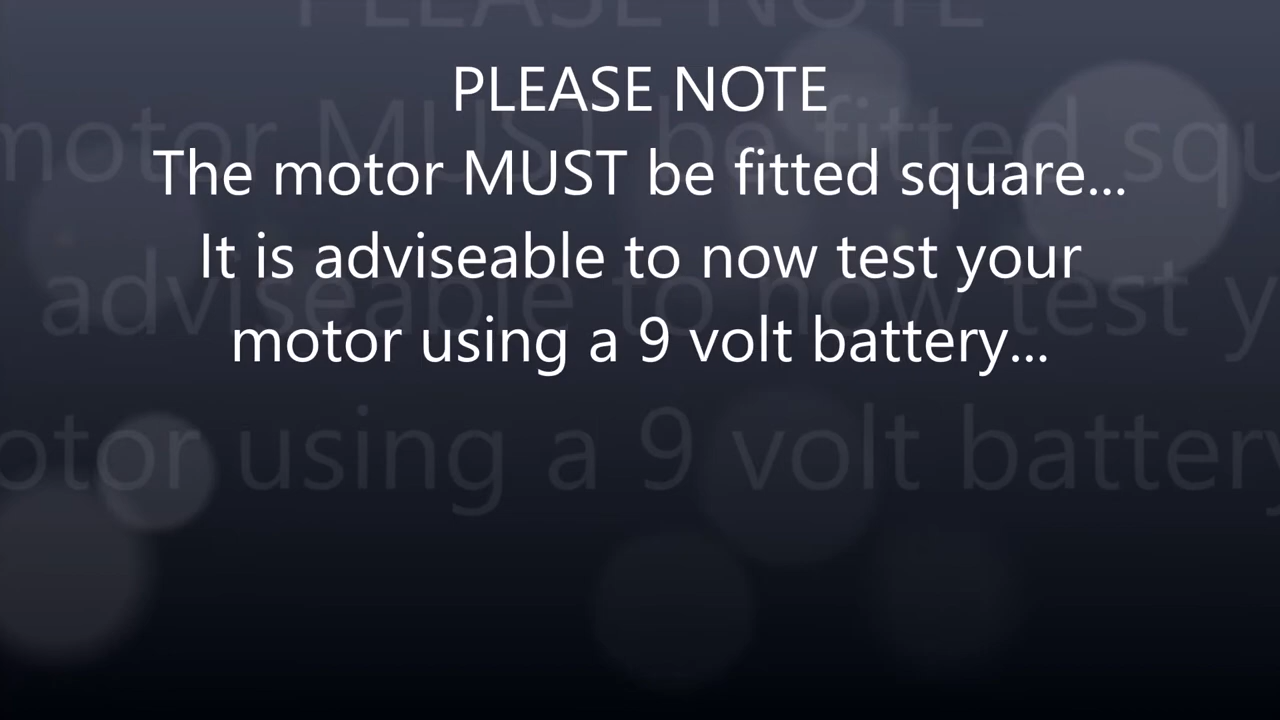 PLEASE NOTE
The motor MUST be fitted square...
It is adviseable to now test your
motor using a 9 volt battery...